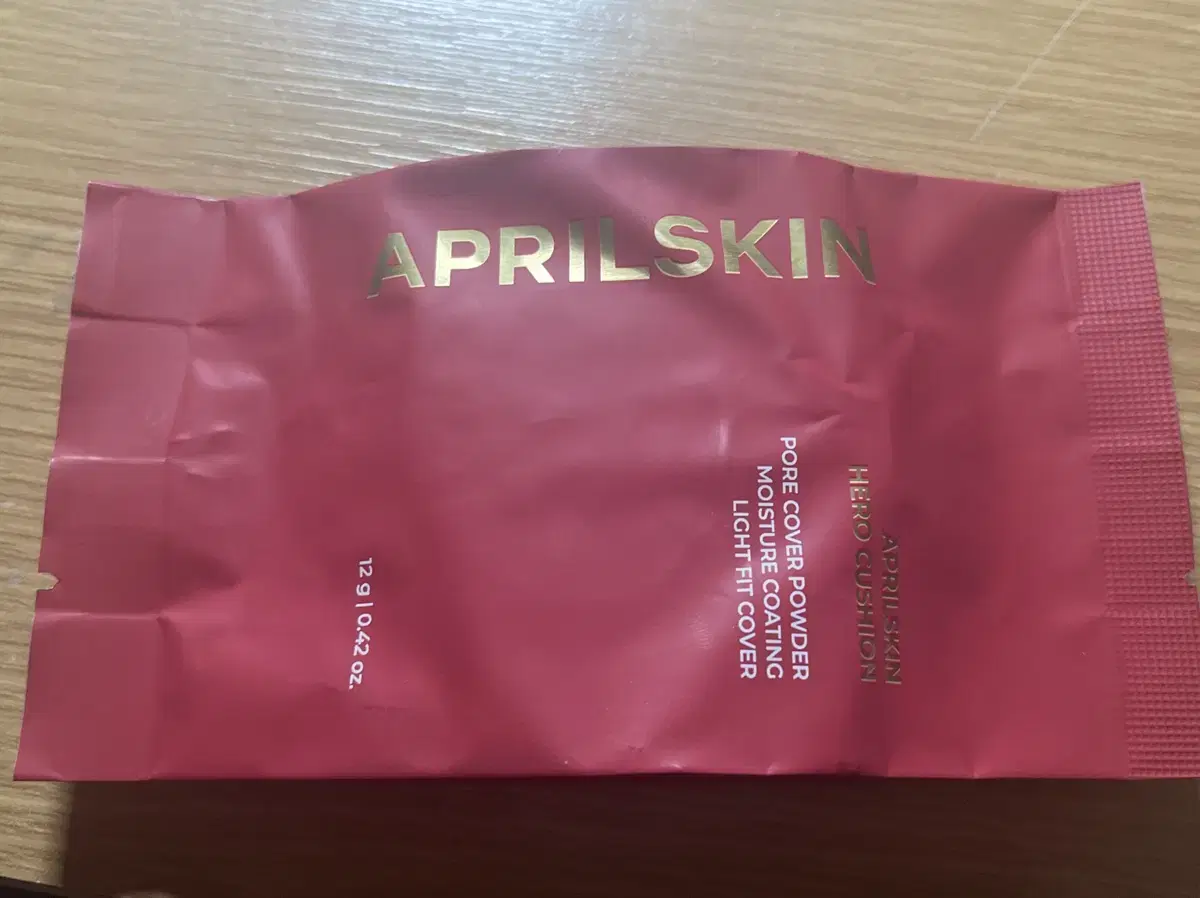 APRILSKIN
APRILSKIN
HERO CUSHION
PORE COVER POWDER
MOISTURE COATING
LIGHT FIT COVER
12 g | 0.42 oz.